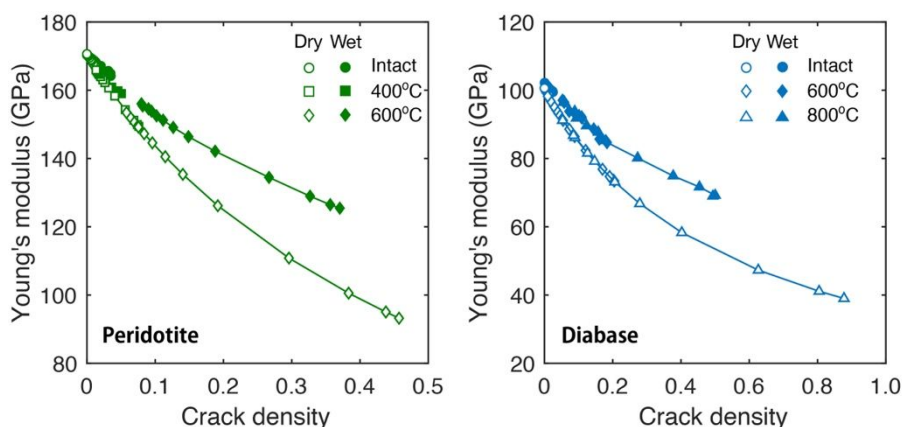 Young's modulus (GPa)
180
160
140
120
100
80
Dry Wet
Intact
400°C
600°C
Peridotite
0 0.1 0.2 0.3 0.4 0.5
Crack density
Young's modulus (GPa)
120
100
80
60
40
20
Dry Wet
Intact
600°C
800°C
Diabase
0 0.2 0.4 0.6 0.8 1.0
Crack density